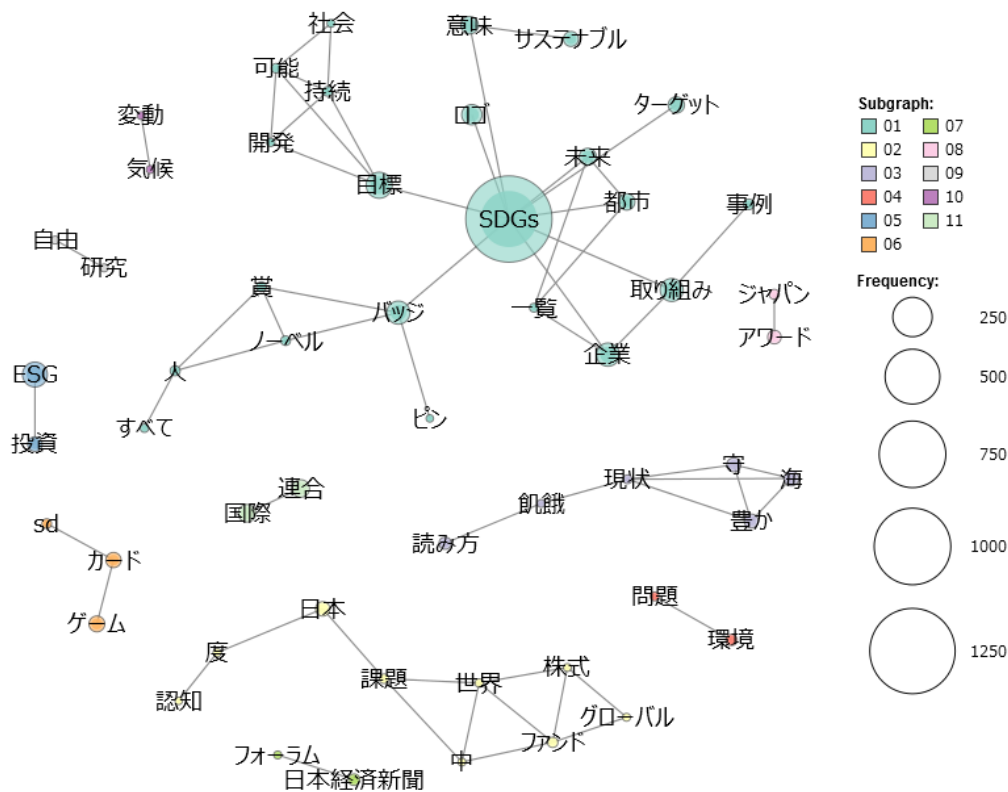 社会
意味
サステナブル
可能
持続
ロゴ
ターゲット
変動
開発
未来
気候
目標
都市
事例
SDGs
自由
研究
賞
バッジ
一覧
取り組み
ジャパン
アワード
ノーベル
企業
ESG
人
すべて
ピン
投資
守
現状
海
連合
国際
飢餓
豊か
sd
読み方
カード
ゲーム
日本
問題
環境
度
課題
世界
株式
認知
グローバル
中
ファンド
フォーラム
日本経済新聞
Subgraph:
01 07
02 08
03 09
04 10
05 11
06
Frequency:
250
500
750
1000
1250